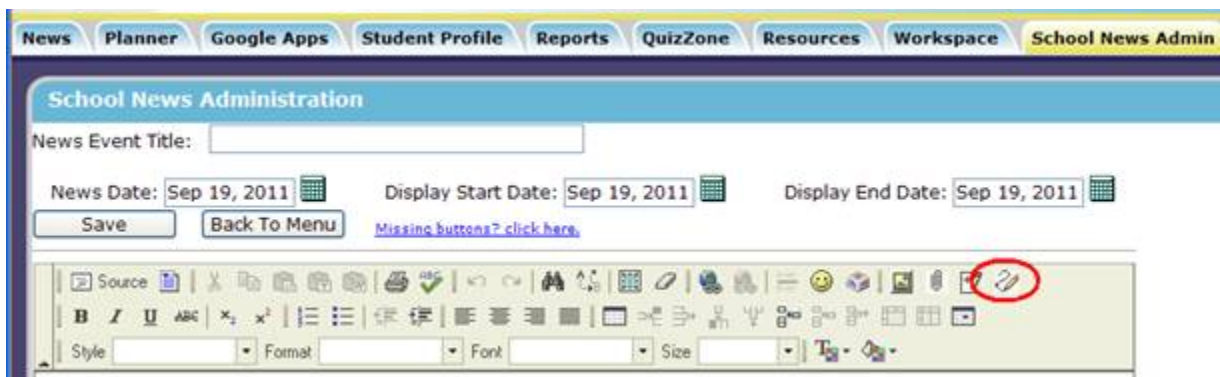 News Planner Google Apps Student Profile Reports QuizZone Resources Workspace School News Admin
School News Administration
News Event Title:
News Date: Sep 19, 2011 Display Start Date: Sep 19, 2011 Display End Date: Sep 19, 2011
Save Back To Menu Missing buttons? click here.
Source
B I U ABC x₂ x²
Style Format Font Size